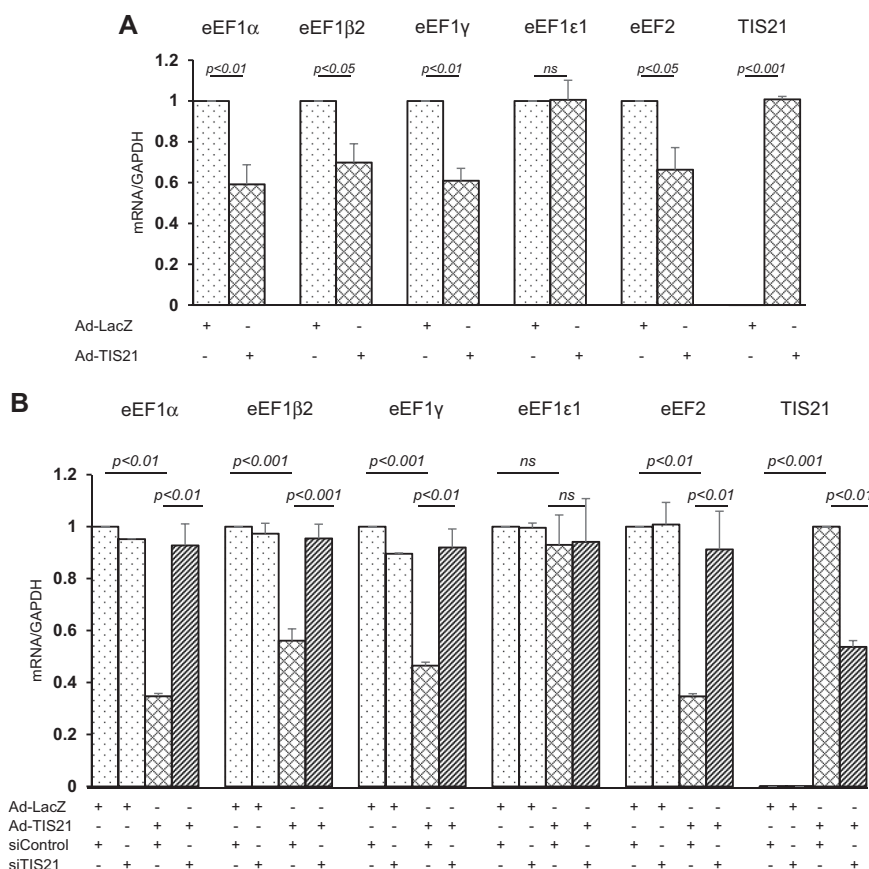 A
eEF1α eEF1β2 eEF1γ eEF1ε1 eEF2 TIS21
1.2
p<0.01 p<0.05 p<0.01 ns p<0.05 p<0.001
1
0.8
0.6
0.4
0.2
0
mRNA/GAPDH
Ad-LacZ + - + - + - + - + - + -
Ad-TIS21 - + - + - + - + - + - +
B
eEF1α eEF1β2 eEF1γ eEF1ε1 eEF2 TIS21
p<0.01 p<0.001 p<0.001 ns p<0.01 p<0.001
1.2
p<0.01 p<0.001 p<0.01 ns p<0.01 p<0.01
1
0.8
0.6
0.4
0.2
0
mRNA/GAPDH
Ad-LacZ + + - - + + - - + + - - + + - - + + - - + + - -
Ad-TIS21 - - + + - - + + - - + + - - + + - - + + - - + +
siControl + - + - + - + - + - + - + - + - + - + - + - + -
siTIS21 - + - + - + - + - + - + - + - + - + - + - + - +